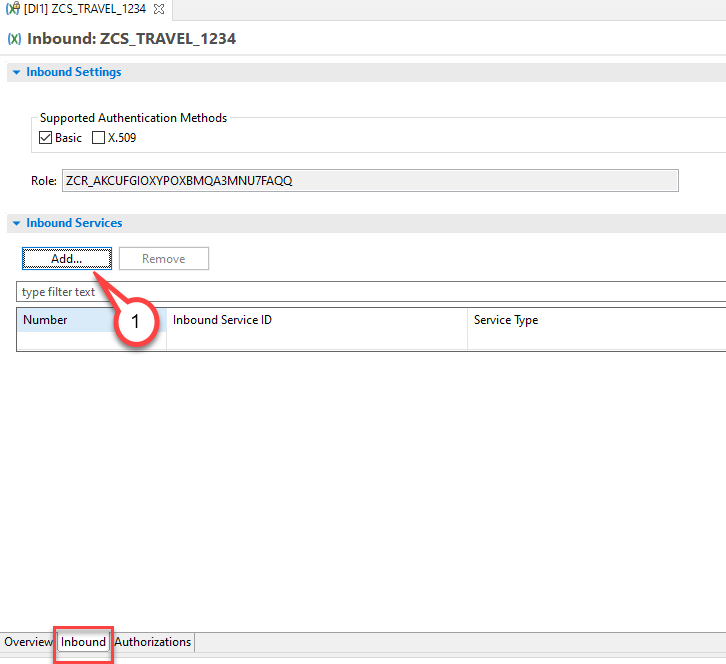 [DI1] ZCS_TRAVEL_1234
Inbound: ZCS_TRAVEL_1234
Inbound Settings
Supported Authentication Methods
Basic X.509
Role: ZCR_AKCUFGIOXYPOXBMQA3MNU7FAQQ
Inbound Services
Add... Remove
type filter text
Number Inbound Service ID Service Type
1
Overview Inbound Authorizations